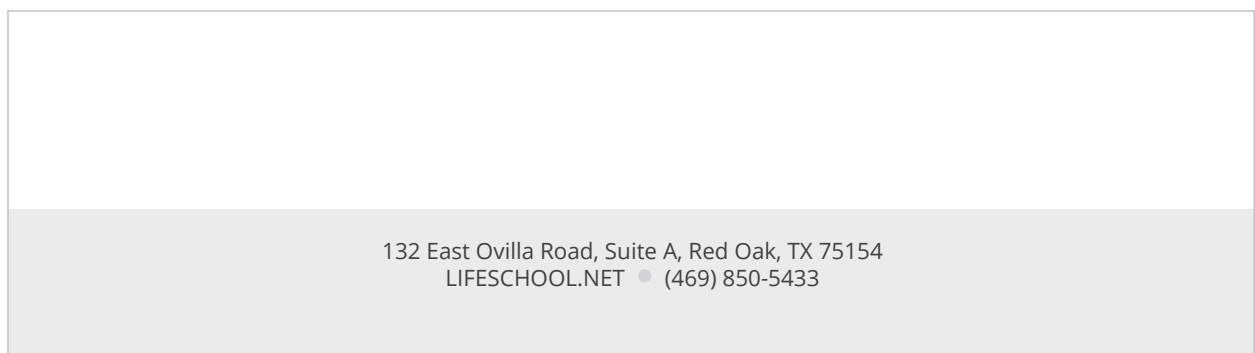 132 East Ovilla Road, Suite A, Red Oak, TX 75154
LIFESCHOOL.NET ● (469) 850-5433